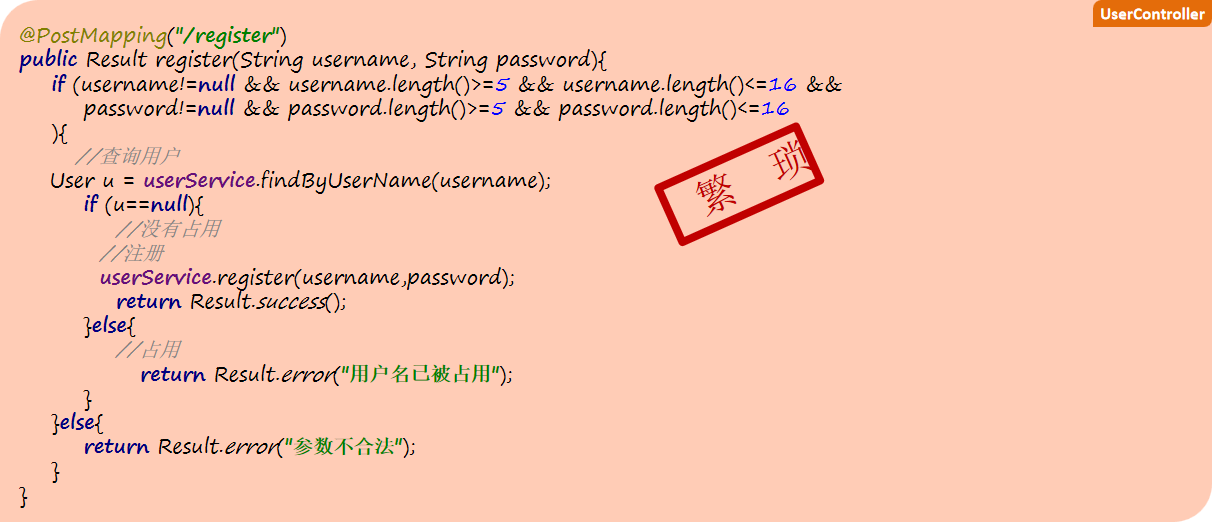 UserController
@PostMapping("/register")
public Result register(String username, String password){
if (username!=null && username.length()>=5 && username.length()<=16 &&
password!=null && password.length()>=5 && password.length()<=16
){
//查询用户
User u = userService.findByUserName(username);
if (u==null){
//没有占用
//注册
userService.register(username,password);
return Result.success();
}else{
//占用
return Result.error("用户名已被占用");
}
}else{
return Result.error("参数不合法");
}
}
繁 琐